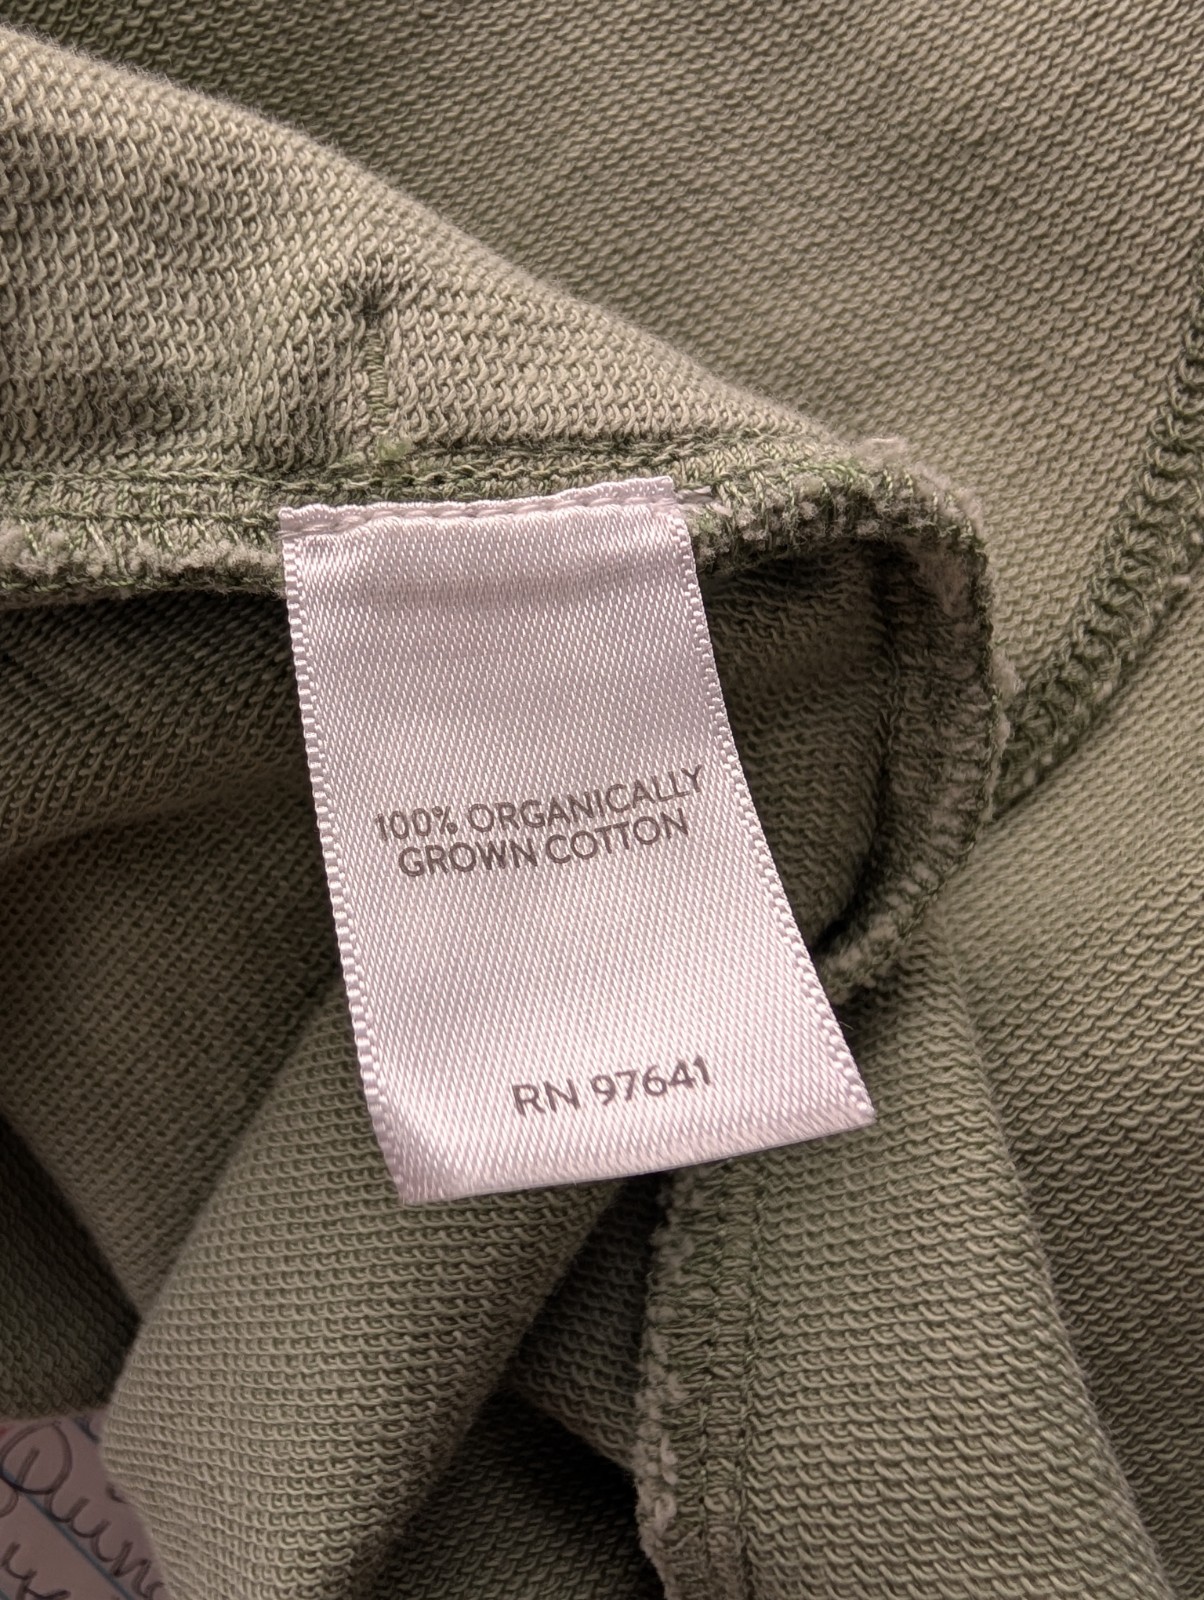 100% ORGANICALLY
GROWN COTTON
RN 97641